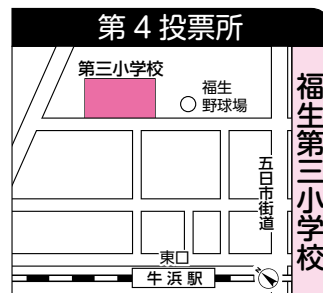 第4投票所
第三小学校
福生
野球場
五日市街道
東口
牛浜駅
N
福生第三小学校